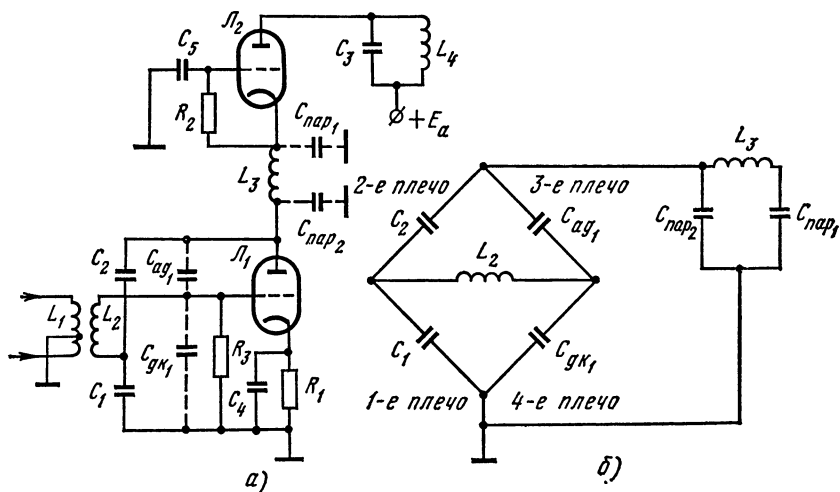 Л₂
C₅
R₂
C₃
L₄
+Eₐ
Cпар₁
L₃
Cпар₂
C₂
Cag₁
Л₁
L₁
L₂
Cgк₁
R₃
C₁
C₄
R₁
а)
2-е плечо
3-е плечо
L₃
C₂
Cag₁
Cпар₂
Cпар₁
L₂
C₁
Cgк₁
1-е плечо
4-е плечо
б)